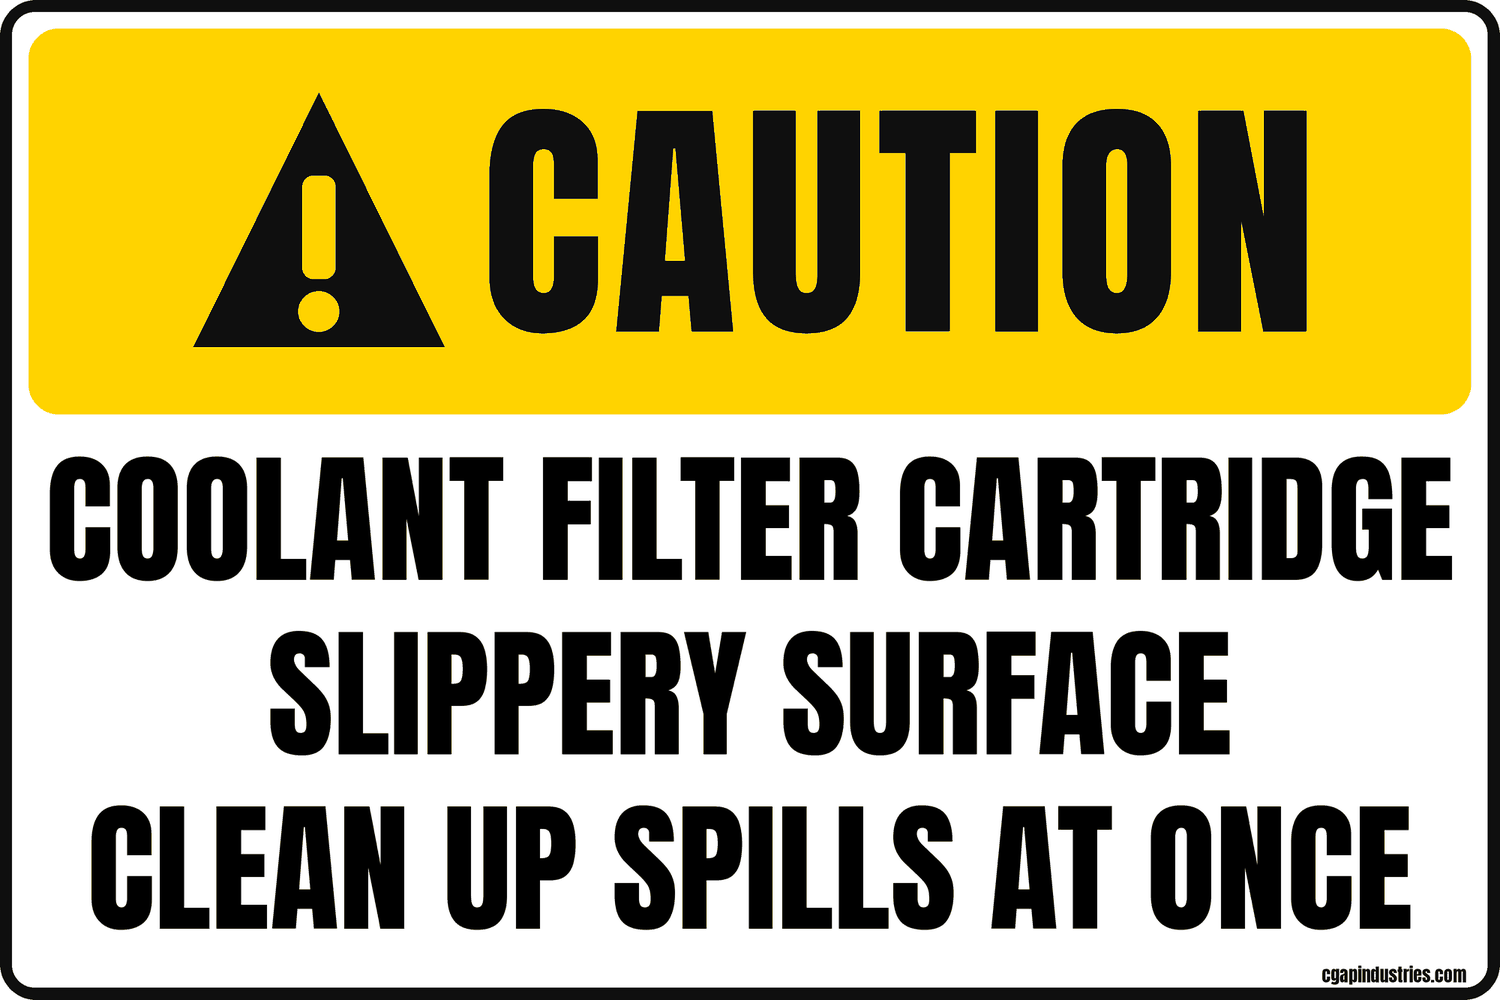 CAUTION
COOLANT FILTER CARTRIDGE
SLIPPERY SURFACE
CLEAN UP SPILLS AT ONCE
cgapindustries.com